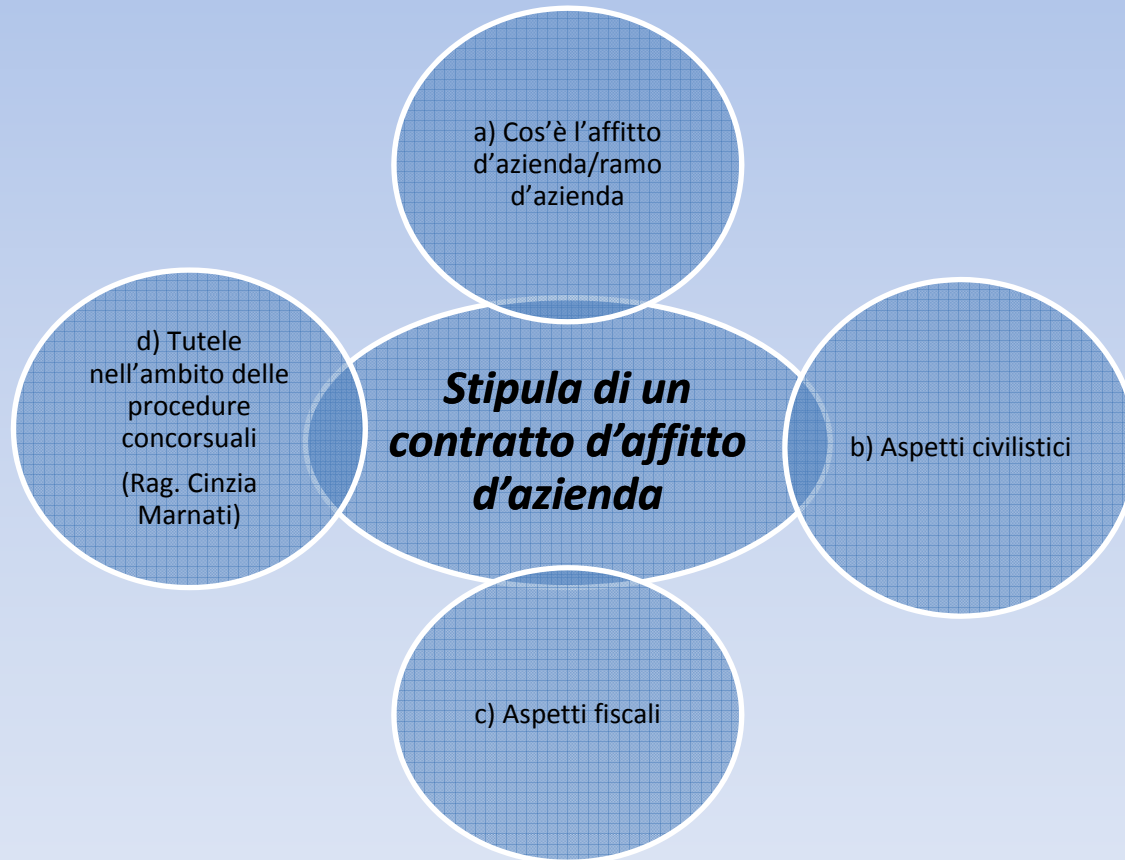 a) Cos’è l’affitto
d’azienda/ramo
d’azienda
Stipula di un
contratto d’affitto
d’azienda
b) Aspetti civilistici
c) Aspetti fiscali
d) Tutele
nell’ambito delle
procedure
concorsuali
(Rag. Cinzia
Marnati)